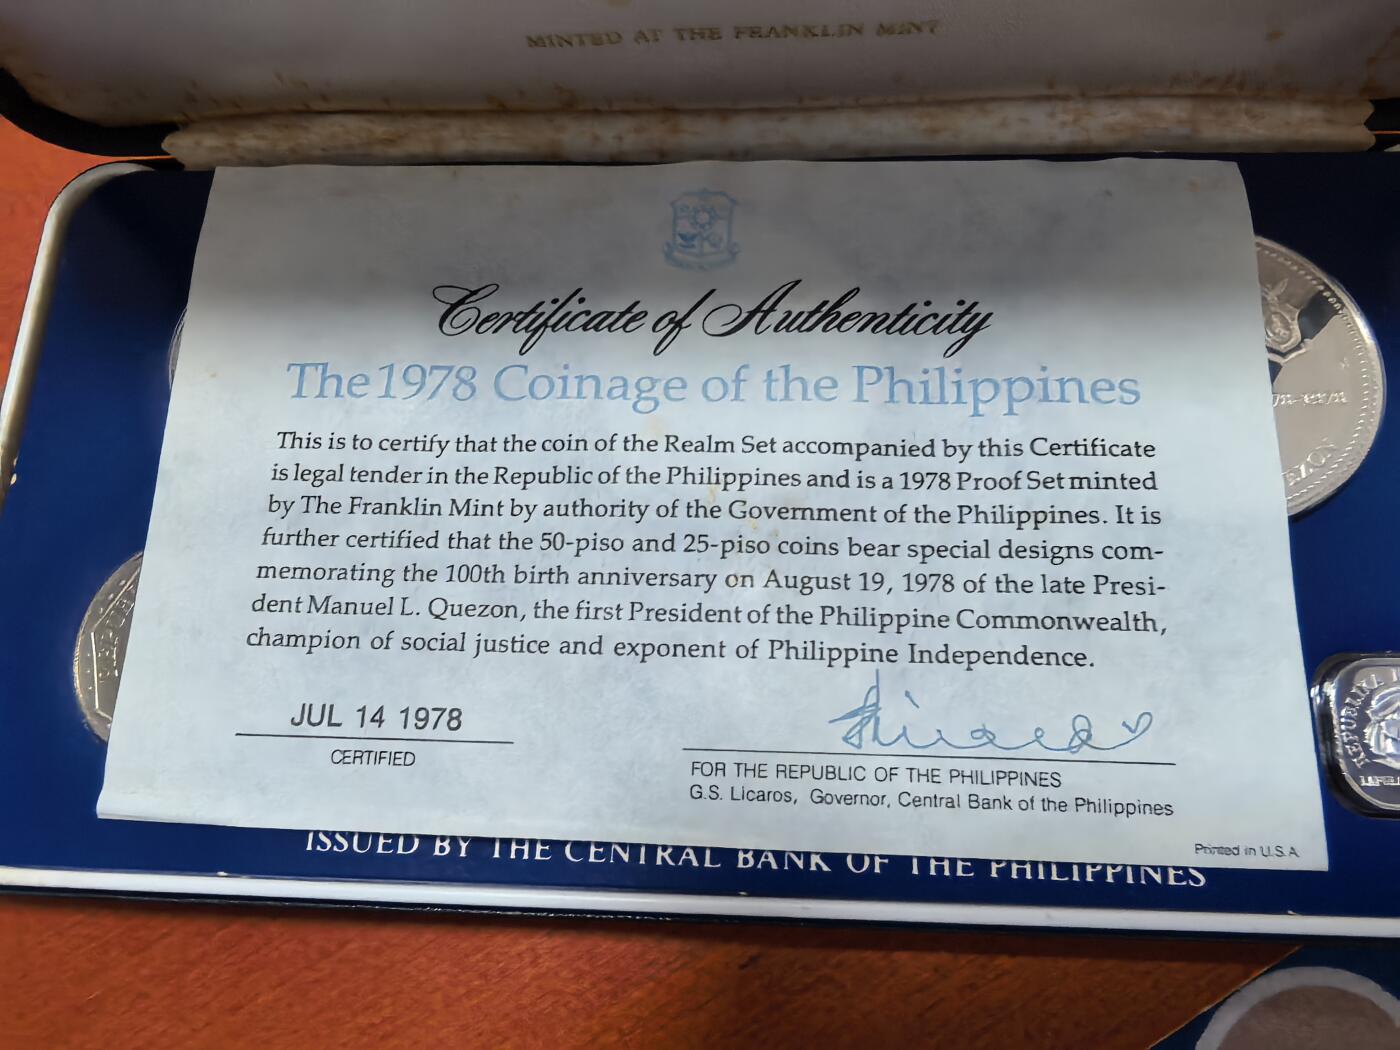 MINTED AT THE FRANKLIN MINT
Certificate of Authenticity
The 1978 Coinage of the Philippines
This is to certify that the coin of the Realm Set accompanied by this Certificate
is legal tender in the Republic of the Philippines and is a 1978 Proof Set minted
by The Franklin Mint by authority of the Government of the Philippines. It is
further certified that the 50-piso and 25-piso coins bear special designs com-
memorating the 100th birth anniversary on August 19, 1978 of the late Presi-
dent Manuel L. Quezon, the first President of the Philippine Commonwealth,
champion of social justice and exponent of Philippine Independence.
JUL 14 1978
CERTIFIED
FOR THE REPUBLIC OF THE PHILIPPINES
G.S. Licaros, Governor, Central Bank of the Philippines
Printed in U.S.A.
ISSUED BY THE CENTRAL BANK OF THE PHILIPPINES